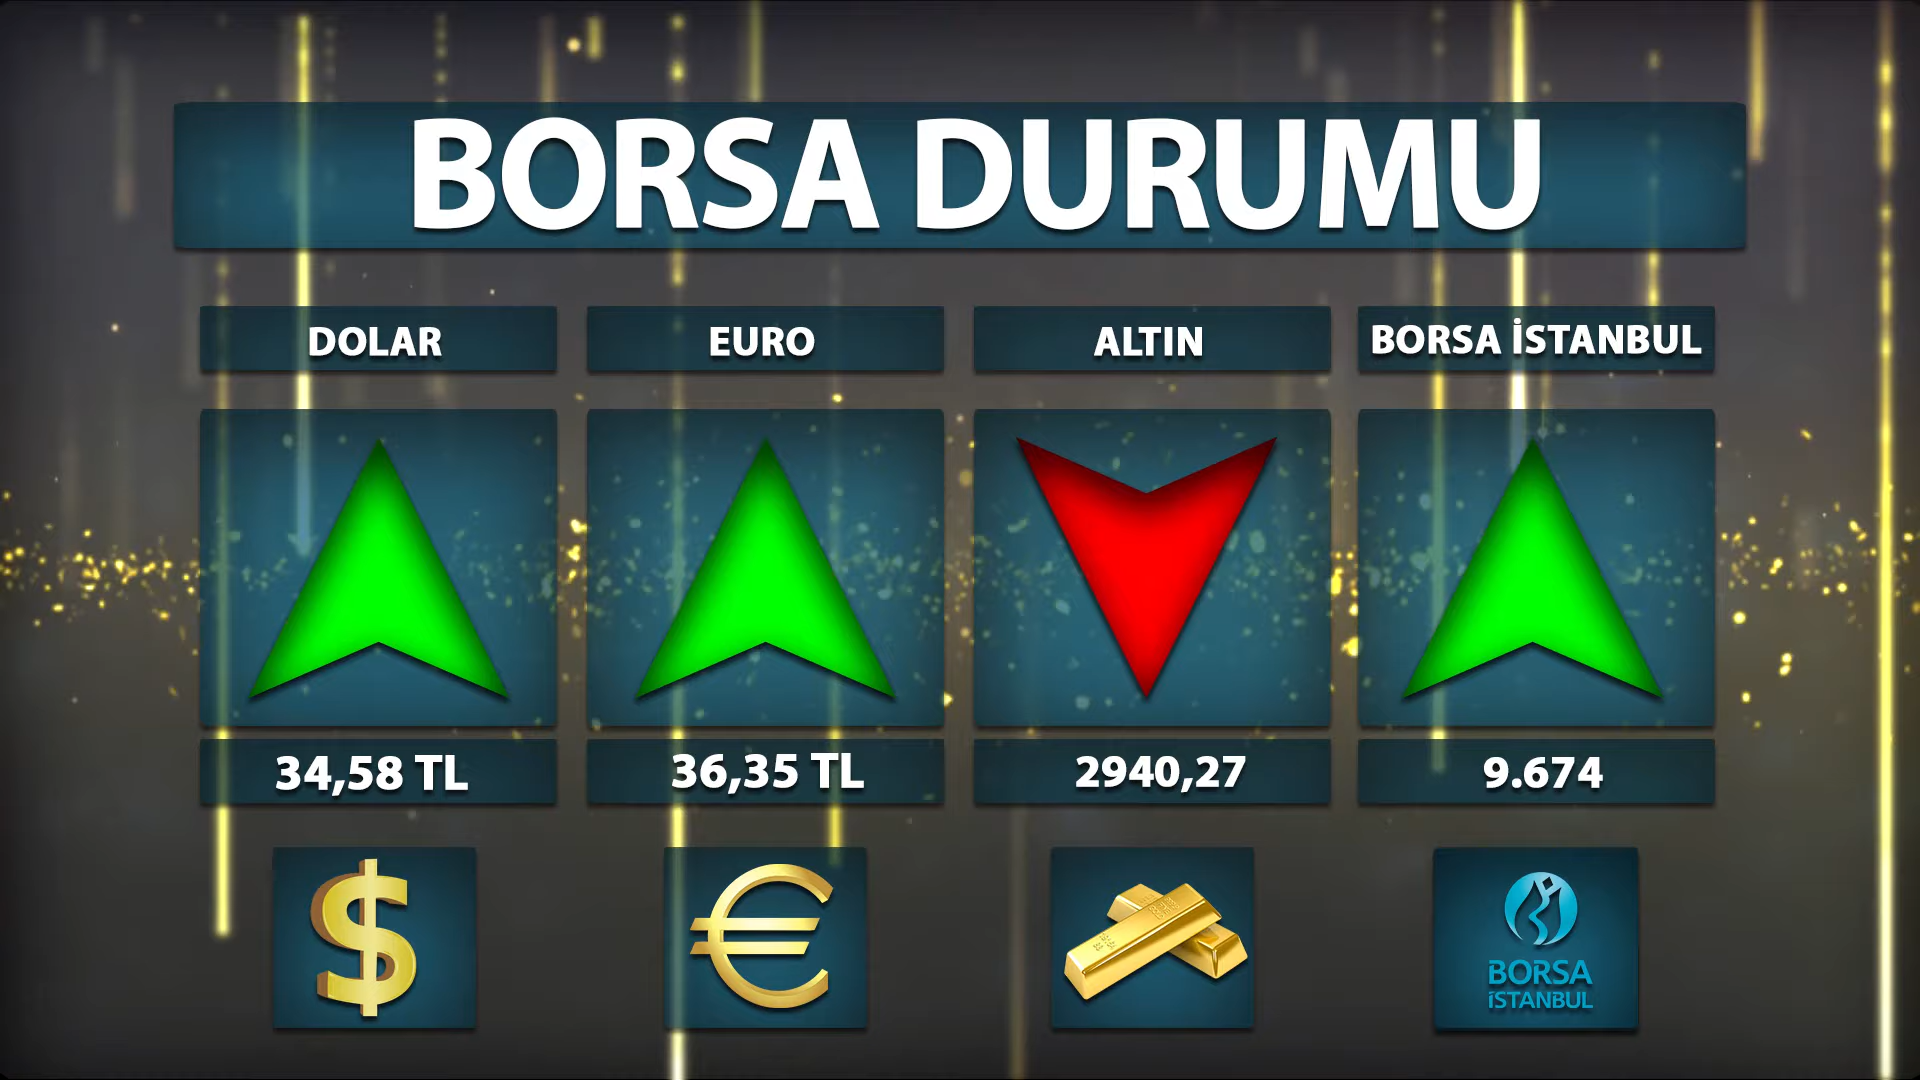 BORSA DURUMU
DOLAR
EURO
ALTIN
BORSA İSTANBUL
34,58 TL
36,35 TL
2940,27
9.674
BORSA
İSTANBUL